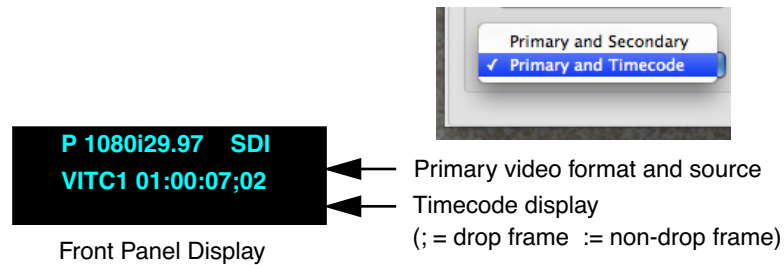 Primary and Secondary
✓ Primary and Timecode
P 1080i29.97 SDI
VITC1 01:00:07;02
Primary video format and source
Timecode display
(; = drop frame := non-drop frame)
Front Panel Display